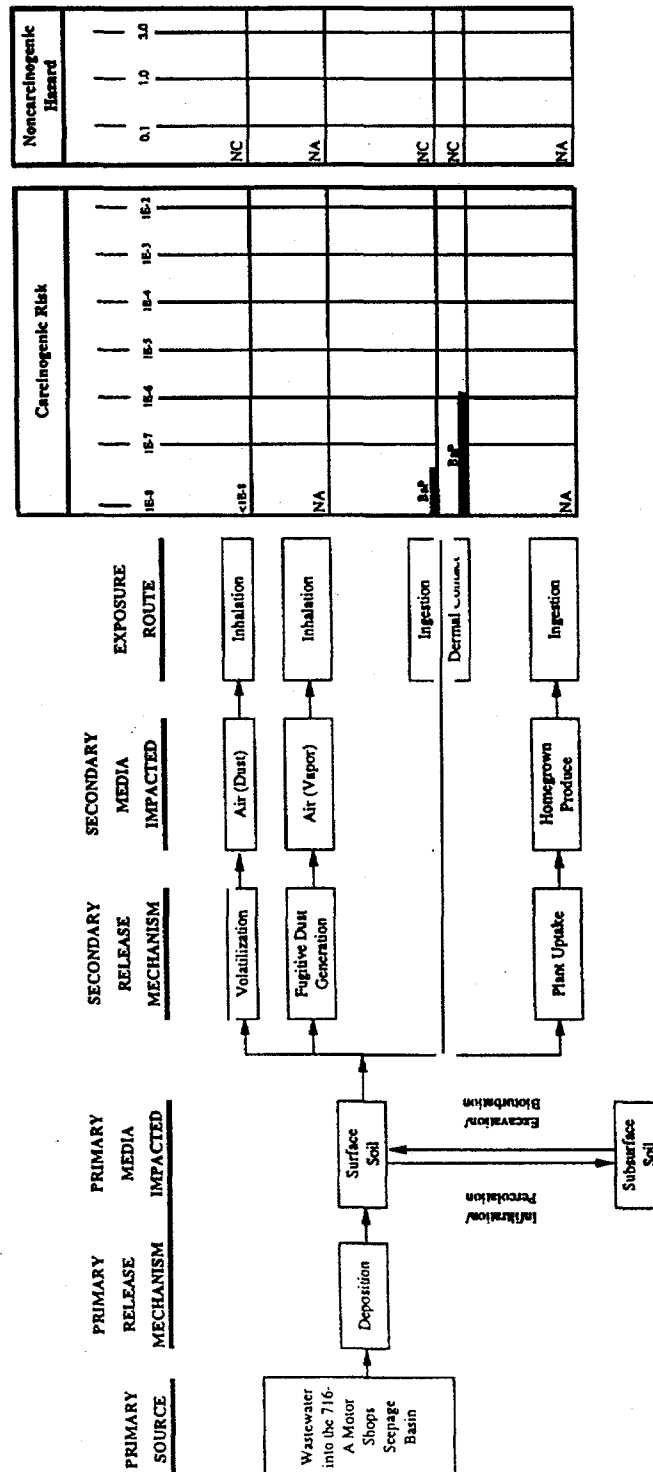 PRIMARY
SOURCE
PRIMARY
RELEASE
MECHANISM
PRIMARY
MEDIA
IMPACTED
SECONDARY
RELEASE
MECHANISM
SECONDARY
MEDIA
IMPACTED
EXPOSURE
ROUTE
Carcinogenic Risk
1E-8
1E-7
1E-6
1E-5
1E-4
1E-3
1E-2
Noncarcinogenic
Hazard
0.1
1.0
3.0
Wastewater
into the 716-
A Motor
Shops
Seepage
Basin
Deposition
Surface
Soil
Infiltration/
Percolation
Excavation/
Bioturbation
Subsurface
Soil
Volatilization
Air (Dust)
Inhalation
<1E-8
NC
Fugitive Dust
Generation
Air (Vapor)
Inhalation
NA
NA
Ingestion
BaP
NC
Dermal Contact
BaP
NC
Plant Uptake
Homegrown
Produce
Ingestion
NA
NA